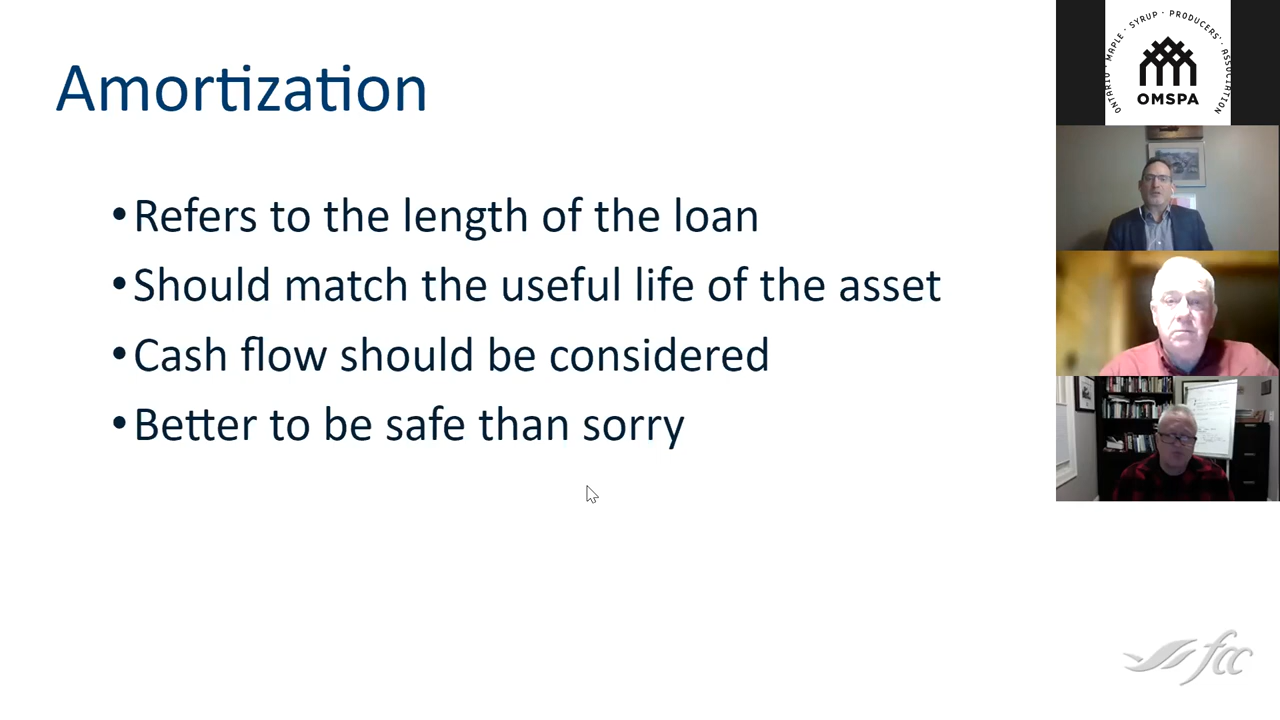 Amortization
• Refers to the length of the loan
• Should match the useful life of the asset
• Cash flow should be considered
• Better to be safe than sorry
ONTARIO · MAPLE · SYRUP · PRODUCERS' · ASSOCIATION
OMSPA
fcc